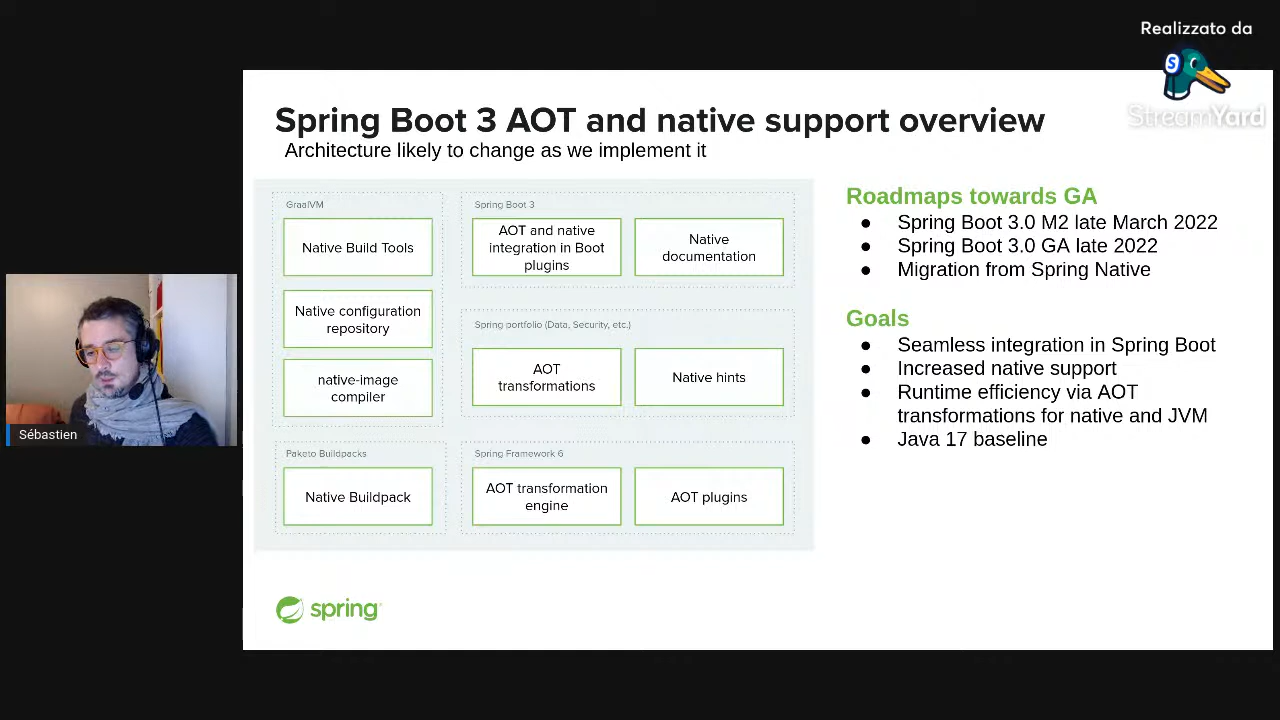 Realizzato da
StreamYard
Spring Boot 3 AOT and native support overview
Architecture likely to change as we implement it
GraalVM
Native Build Tools
Native configuration
repository
native-image
compiler
Paketo Buildpacks
Native Buildpack
Spring Boot 3
AOT and native
integration in Boot
plugins
Native
documentation
Spring portfolio (Data, Security, etc.)
AOT
transformations
Native hints
Spring Framework 6
AOT transformation
engine
AOT plugins
Roadmaps towards GA
● Spring Boot 3.0 M2 late March 2022
● Spring Boot 3.0 GA late 2022
● Migration from Spring Native
Goals
● Seamless integration in Spring Boot
● Increased native support
● Runtime efficiency via AOT
transformations for native and JVM
● Java 17 baseline
Sébastien
spring